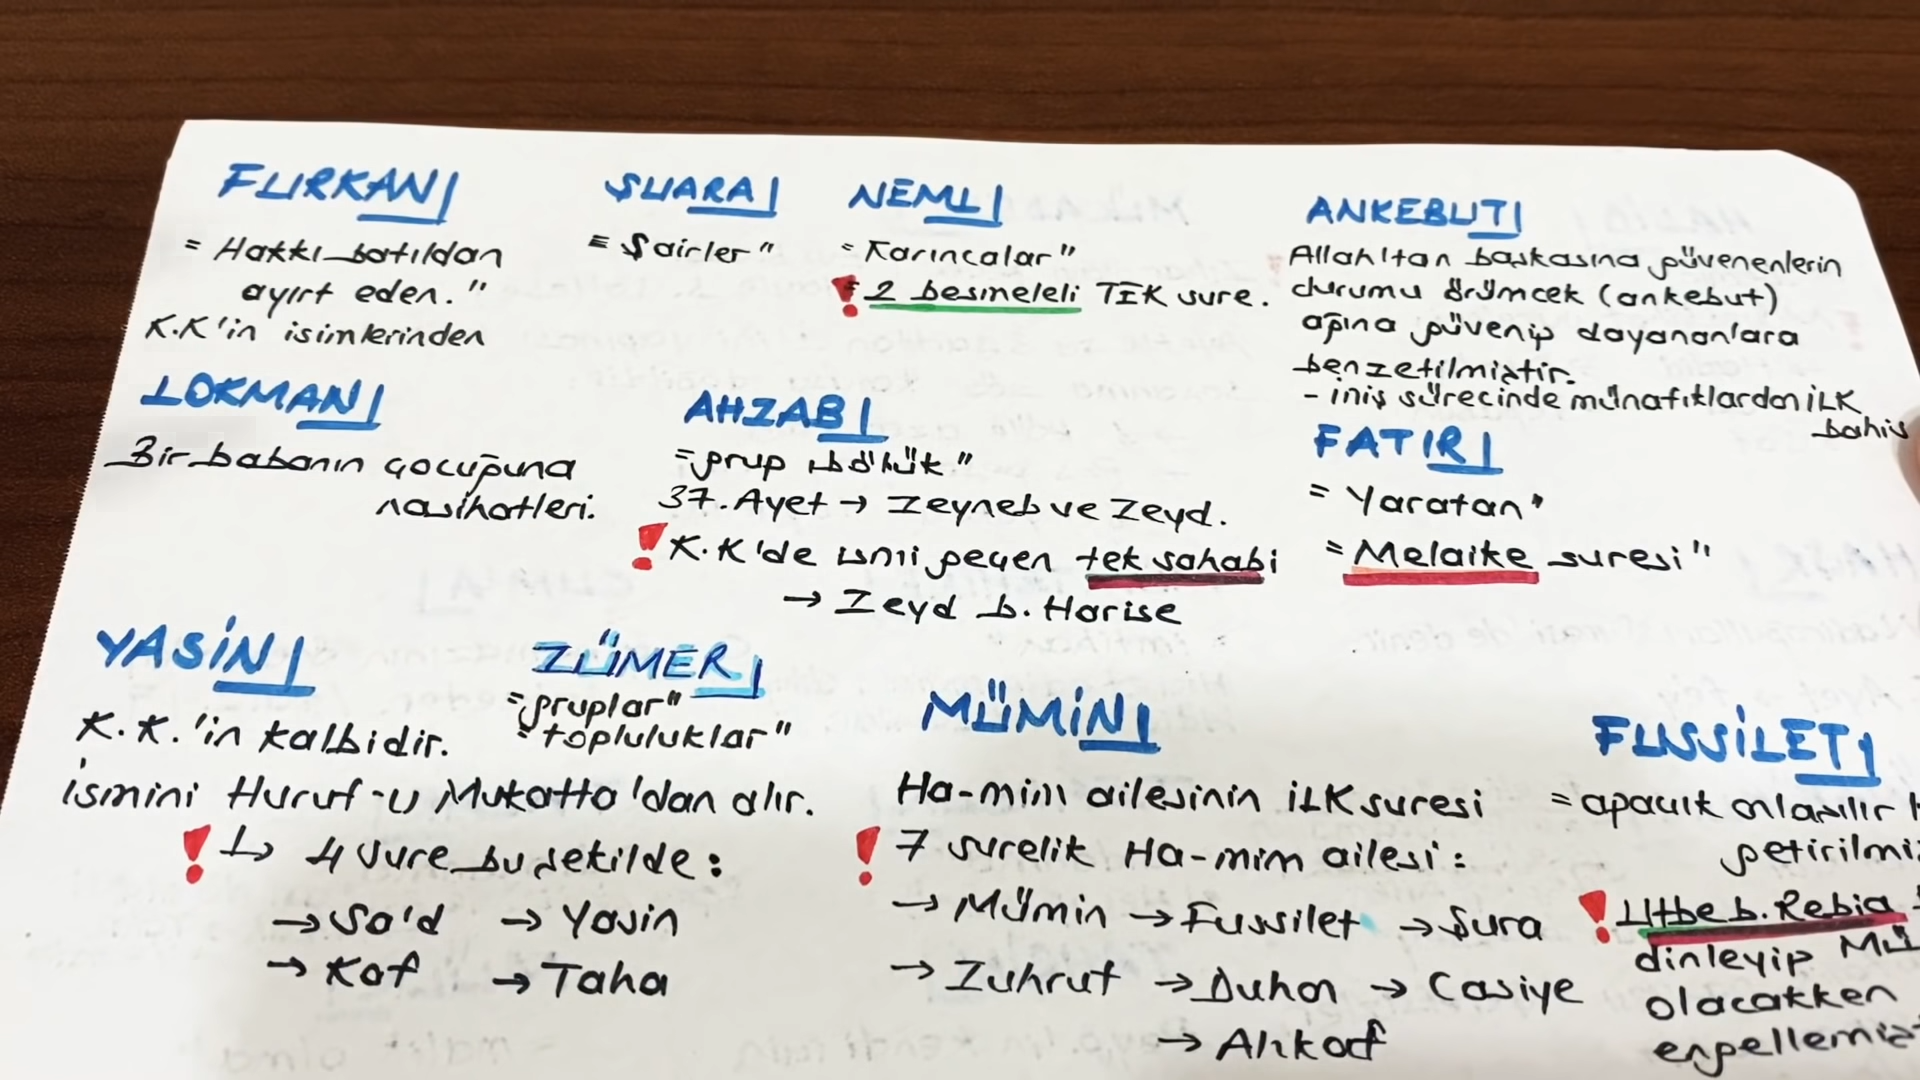 FURKAN
= Hakkı batıldan
ayırt eden."
K.K'in isimlerinden
ŞUARA
= Şairler"
NEML
= Karıncalar"
! = 2 besmeleli TEK sure.
ANKEBUT
Allah'tan başkasına güvenenlerin
durumu örümcek (ankebut)
ağına güvenip dayananlara
benzetilmiştir.
- iniş sürecinde münafıklardan İLK
bahis
LOKMAN
Bir babanın çocuğuna
nasihatleri.
AHZAB
= grup, bölük"
37. Ayet → Zeyneb ve Zeyd.
! K.K'de ismi geçen tek sahabi
→ Zeyd b. Harise
FATIR
= Yaratan"
= Melaike suresi"
YASİN
K.K.'in kalbidir.
İsmini Huruf-u Mukatta'dan alır.
! ↳ 4 sure bu şekilde:
→ Sa'd → Yasin
→ Kaf → Taha
ZÜMER
= gruplar"
= topluluklar"
MÜMİN
Ha-mim ailesinin İLK suresi
! 7 surelik Ha-mim ailesi:
→ Mümin → Fussilet → Şura
→ Zuhruf → Duhan → Casiye
→ Ahkaf
FUSSİLET
= apaçık anlaşılır
getirilmiş
! Utbe b. Rebia
dinleyip Mü
olacakken
engellemiş